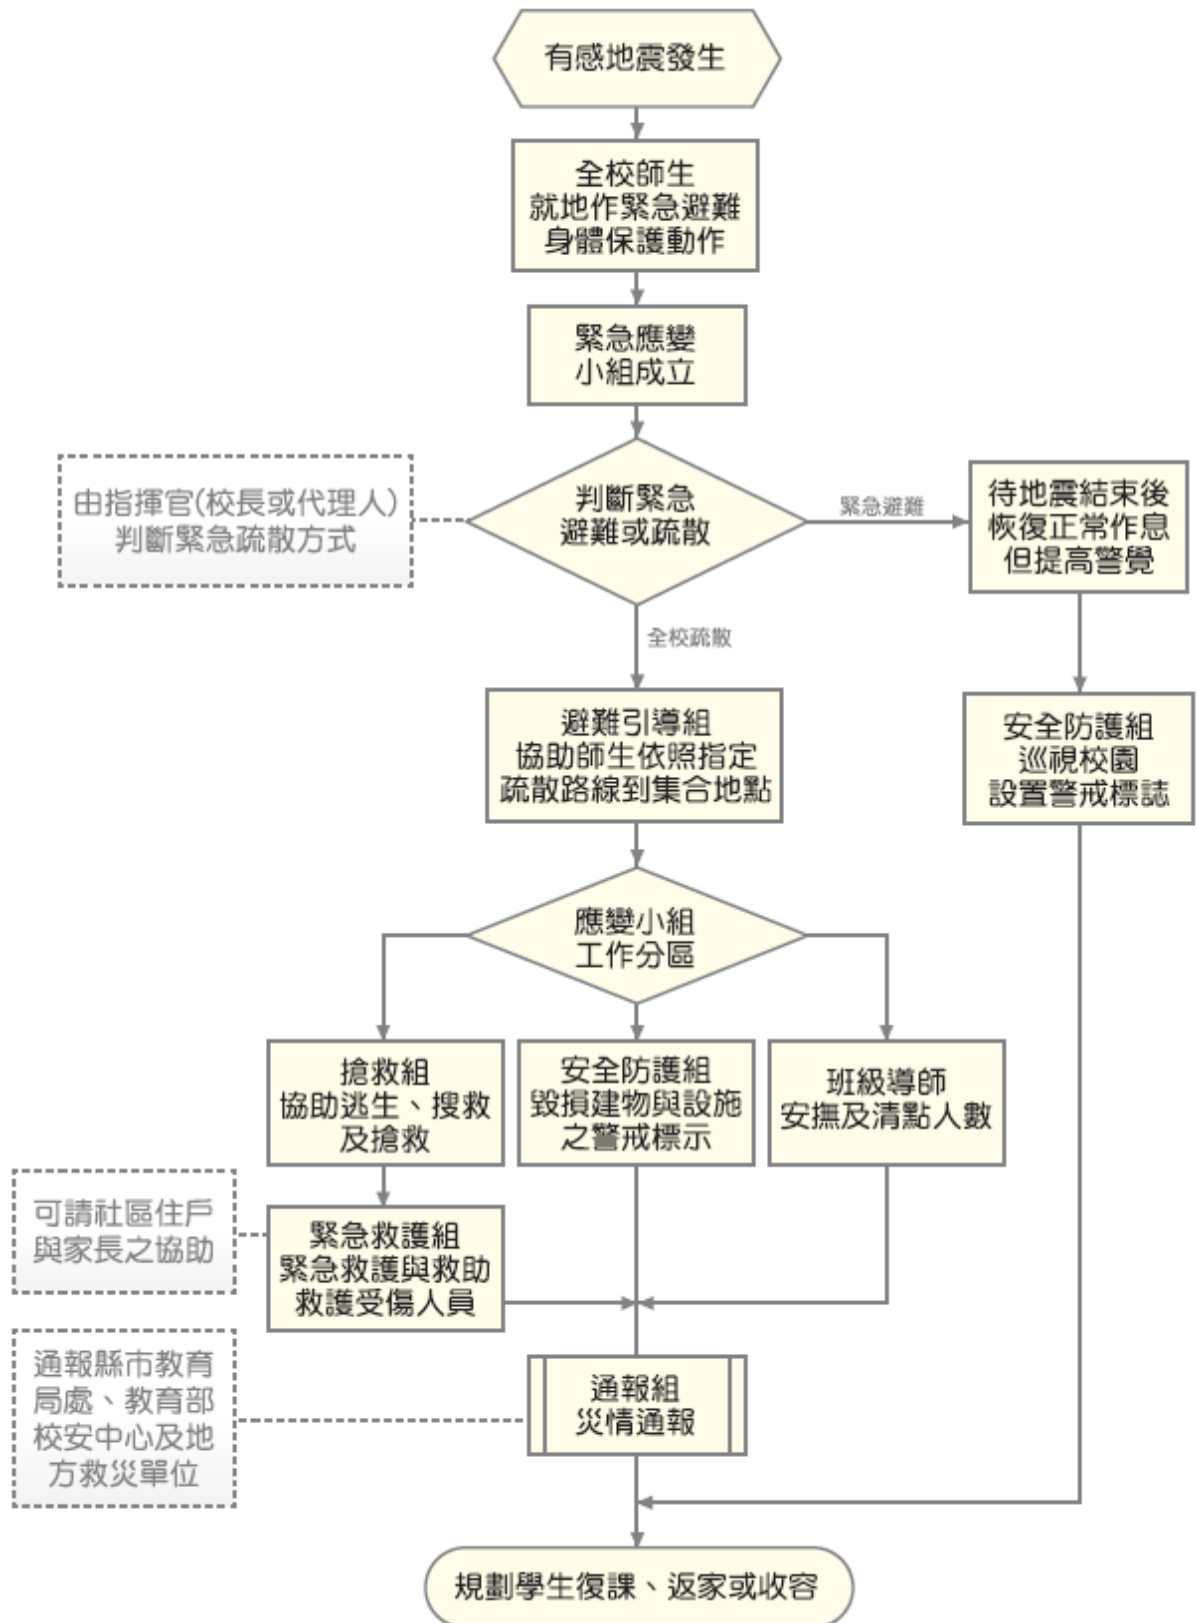 有感地震發生
全校師生
就地作緊急避難
身體保護動作
緊急應變
小組成立
由指揮官(校長或代理人)
判斷緊急疏散方式
判斷緊急
避難或疏散
緊急避難
待地震結束後
恢復正常作息
但提高警覺
全校疏散
避難引導組
協助師生依照指定
疏散路線到集合地點
安全防護組
巡視校園
設置警戒標誌
應變小組
工作分區
搶救組
協助逃生、搜救
及搶救
安全防護組
毀損建物與設施
之警戒標示
班級導師
安撫及清點人數
可請社區住戶
與家長之協助
緊急救護組
緊急救護與救助
救護受傷人員
通報縣市教育
局處、教育部
校安中心及地
方救災單位
通報組
災情通報
規劃學生復課、返家或收容